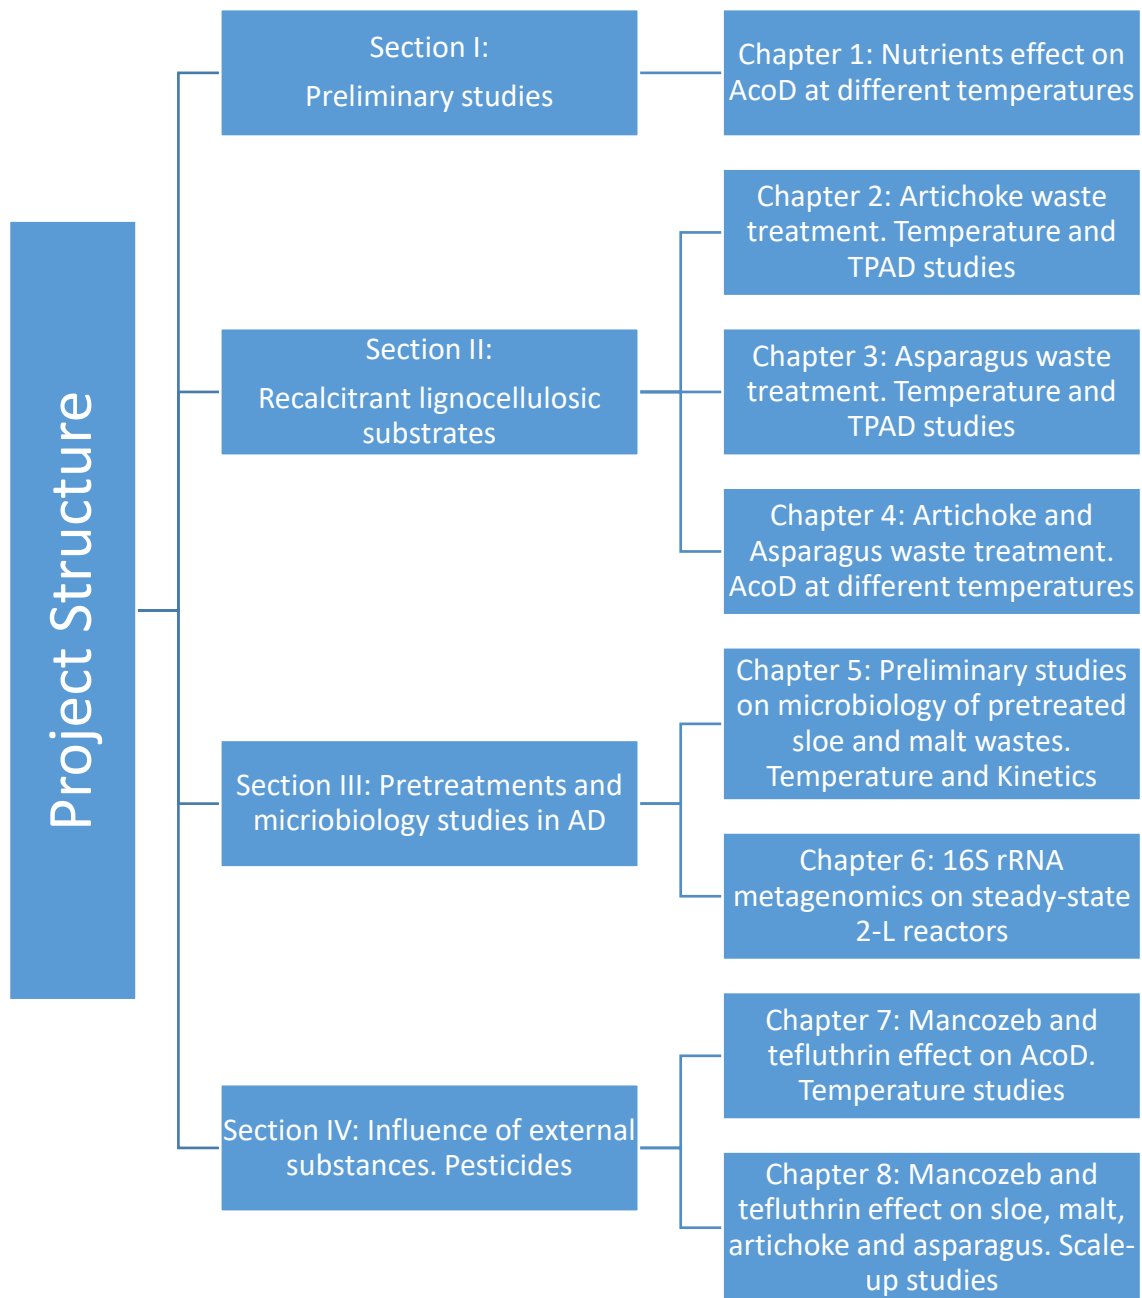 Project Structure
Section I:
Preliminary studies
Chapter 1: Nutrients effect on
AcoD at different temperatures
Section II:
Recalcitrant lignocellulosic
substrates
Chapter 2: Artichoke waste
treatment. Temperature and
TPAD studies
Chapter 3: Asparagus waste
treatment. Temperature and
TPAD studies
Chapter 4: Artichoke and
Asparagus waste treatment.
AcoD at different temperatures
Section III: Pretreatments and
micriobiology studies in AD
Chapter 5: Preliminary studies
on microbiology of pretreated
sloe and malt wastes.
Temperature and Kinetics
Chapter 6: 16S rRNA
metagenomics on steady-state
2-L reactors
Section IV: Influence of external
substances. Pesticides
Chapter 7: Mancozeb and
tefluthrin effect on AcoD.
Temperature studies
Chapter 8: Mancozeb and
tefluthrin effect on sloe, malt,
artichoke and asparagus. Scale-
up studies